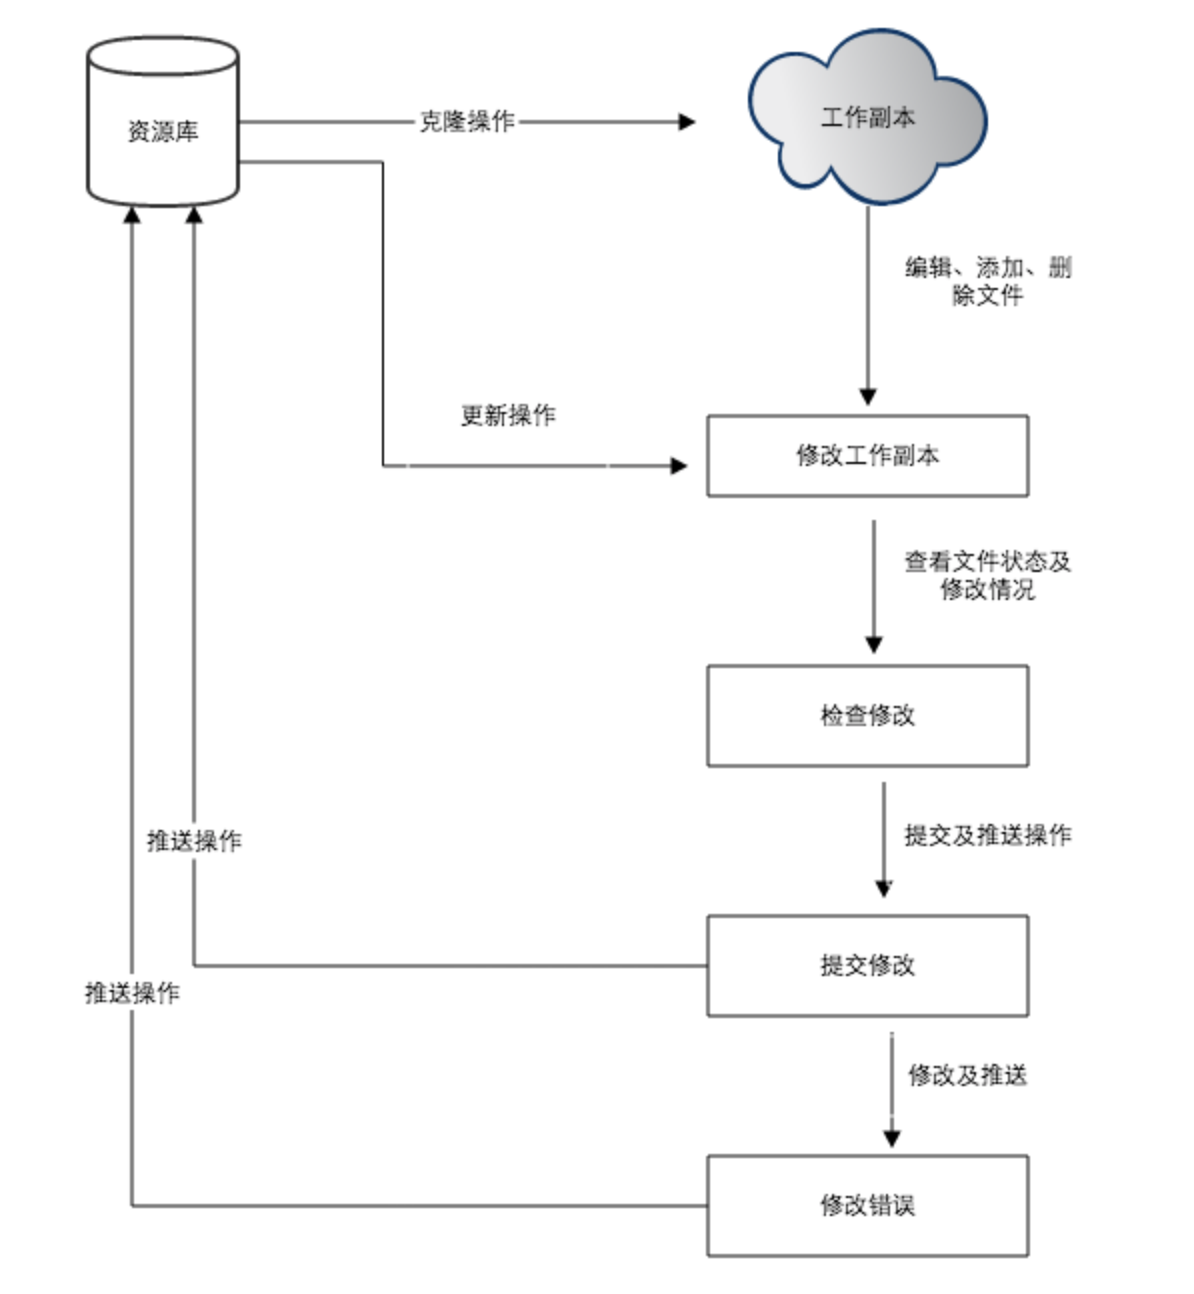 资源库
克隆操作
工作副本
编辑、添加、删
除文件
更新操作
修改工作副本
查看文件状态及
修改情况
检查修改
推送操作
提交及推送操作
提交修改
推送操作
修改及推送
修改错误